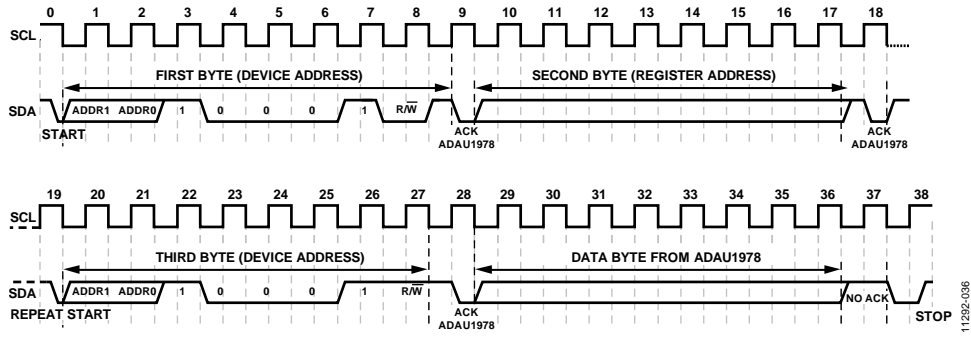 0 1 2 3 4 5 6 7 8 9 10 11 12 13 14 15 16 17 18
SCL
FIRST BYTE (DEVICE ADDRESS) SECOND BYTE (REGISTER ADDRESS)
SDA ADDR1 ADDR0 1 0 0 0 1 R/W̅
START ACK ADAU1978 ACK ADAU1978
19 20 21 22 23 24 25 26 27 28 29 30 31 32 33 34 35 36 37 38
SCL
THIRD BYTE (DEVICE ADDRESS) DATA BYTE FROM ADAU1978
SDA ADDR1 ADDR0 1 0 0 0 1 R/W̅ NO ACK
REPEAT START ACK ADAU1978 STOP
11292-036